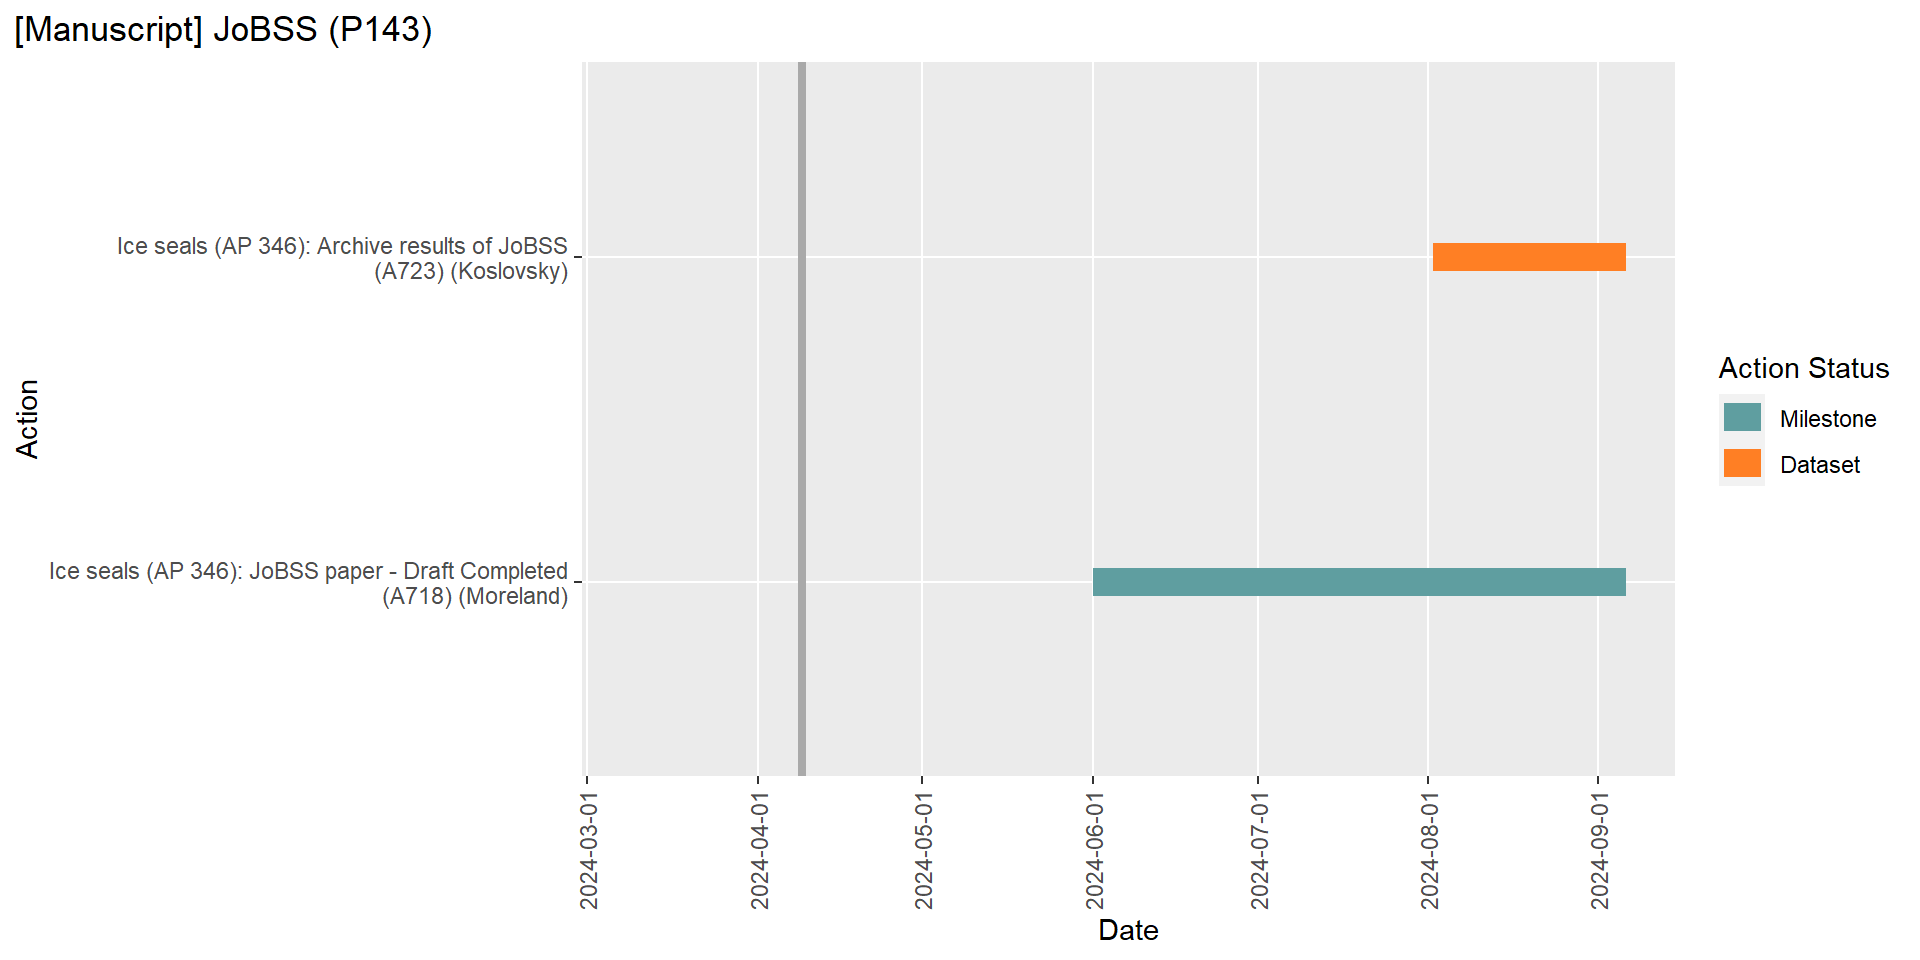 [Manuscript] JoBSS (P143)
Ice seals (AP 346): Archive results of JoBSS
(A723) (Koslovsky)
Ice seals (AP 346): JoBSS paper - Draft Completed
(A718) (Moreland)
Action
2024-03-01
2024-04-01
2024-05-01
2024-06-01
2024-07-01
2024-08-01
2024-09-01
Date
Action Status
Milestone
Dataset